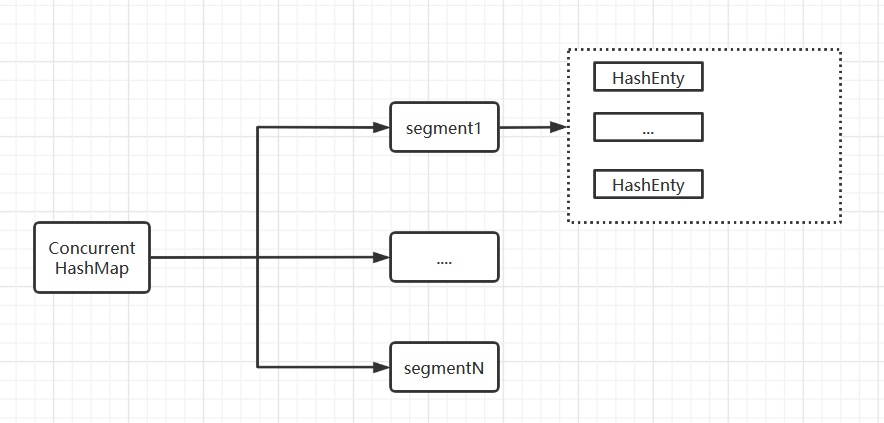 HashEnty
segment1
...
HashEnty
Concurrent
HashMap
....
segmentN